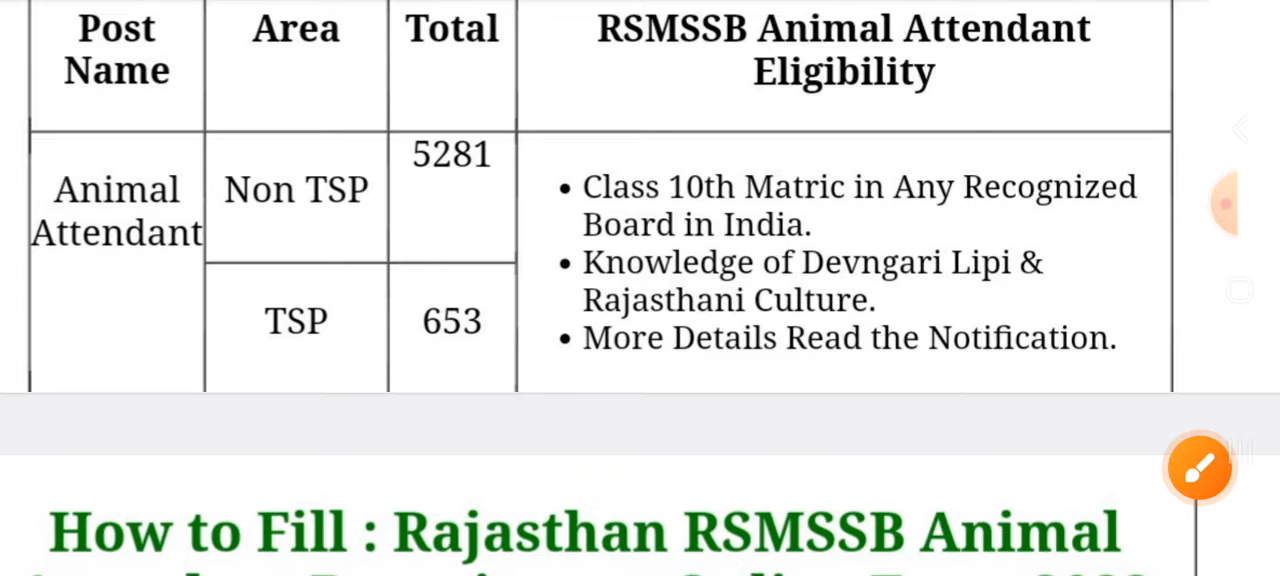 Post Name
Area
Total
RSMSSB Animal Attendant
Eligibility
Animal
Attendant
Non TSP
5281
TSP
653
• Class 10th Matric in Any Recognized
Board in India.
• Knowledge of Devngari Lipi &
Rajasthani Culture.
• More Details Read the Notification.
How to Fill : Rajasthan RSMSSB Animal